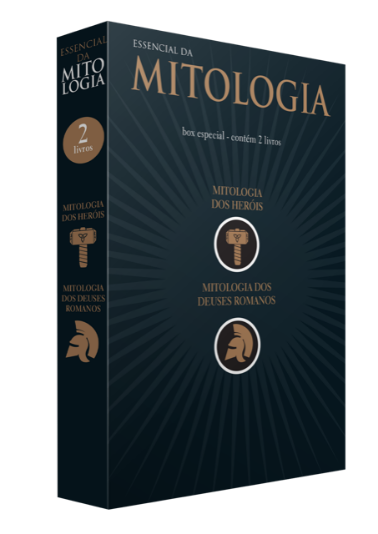 ESSENCIAL
DA
MITO
LOGIA
2
livros
MITOLOGIA
DOS HERÓIS
MITOLOGIA
DOS DEUSES
ROMANOS
ESSENCIAL DA
MITOLOGIA
box especial - contém 2 livros
MITOLOGIA
DOS HERÓIS
MITOLOGIA DOS
DEUSES ROMANOS